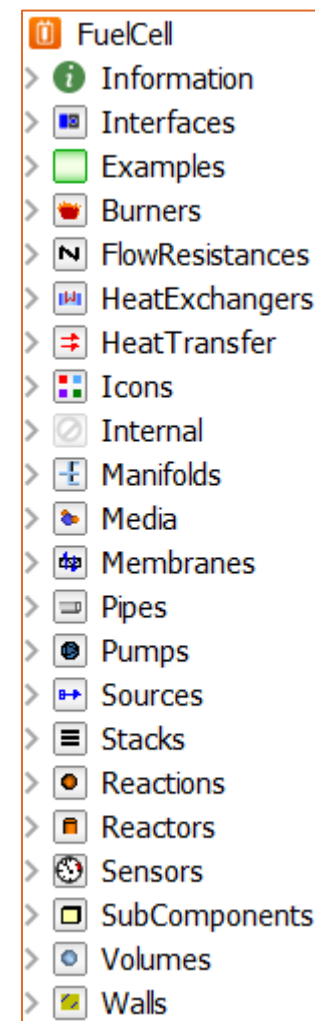 FuelCell
Information
Interfaces
Examples
Burners
FlowResistances
HeatExchangers
HeatTransfer
Icons
Internal
Manifolds
Media
Membranes
Pipes
Pumps
Sources
Stacks
Reactions
Reactors
Sensors
SubComponents
Volumes
Walls